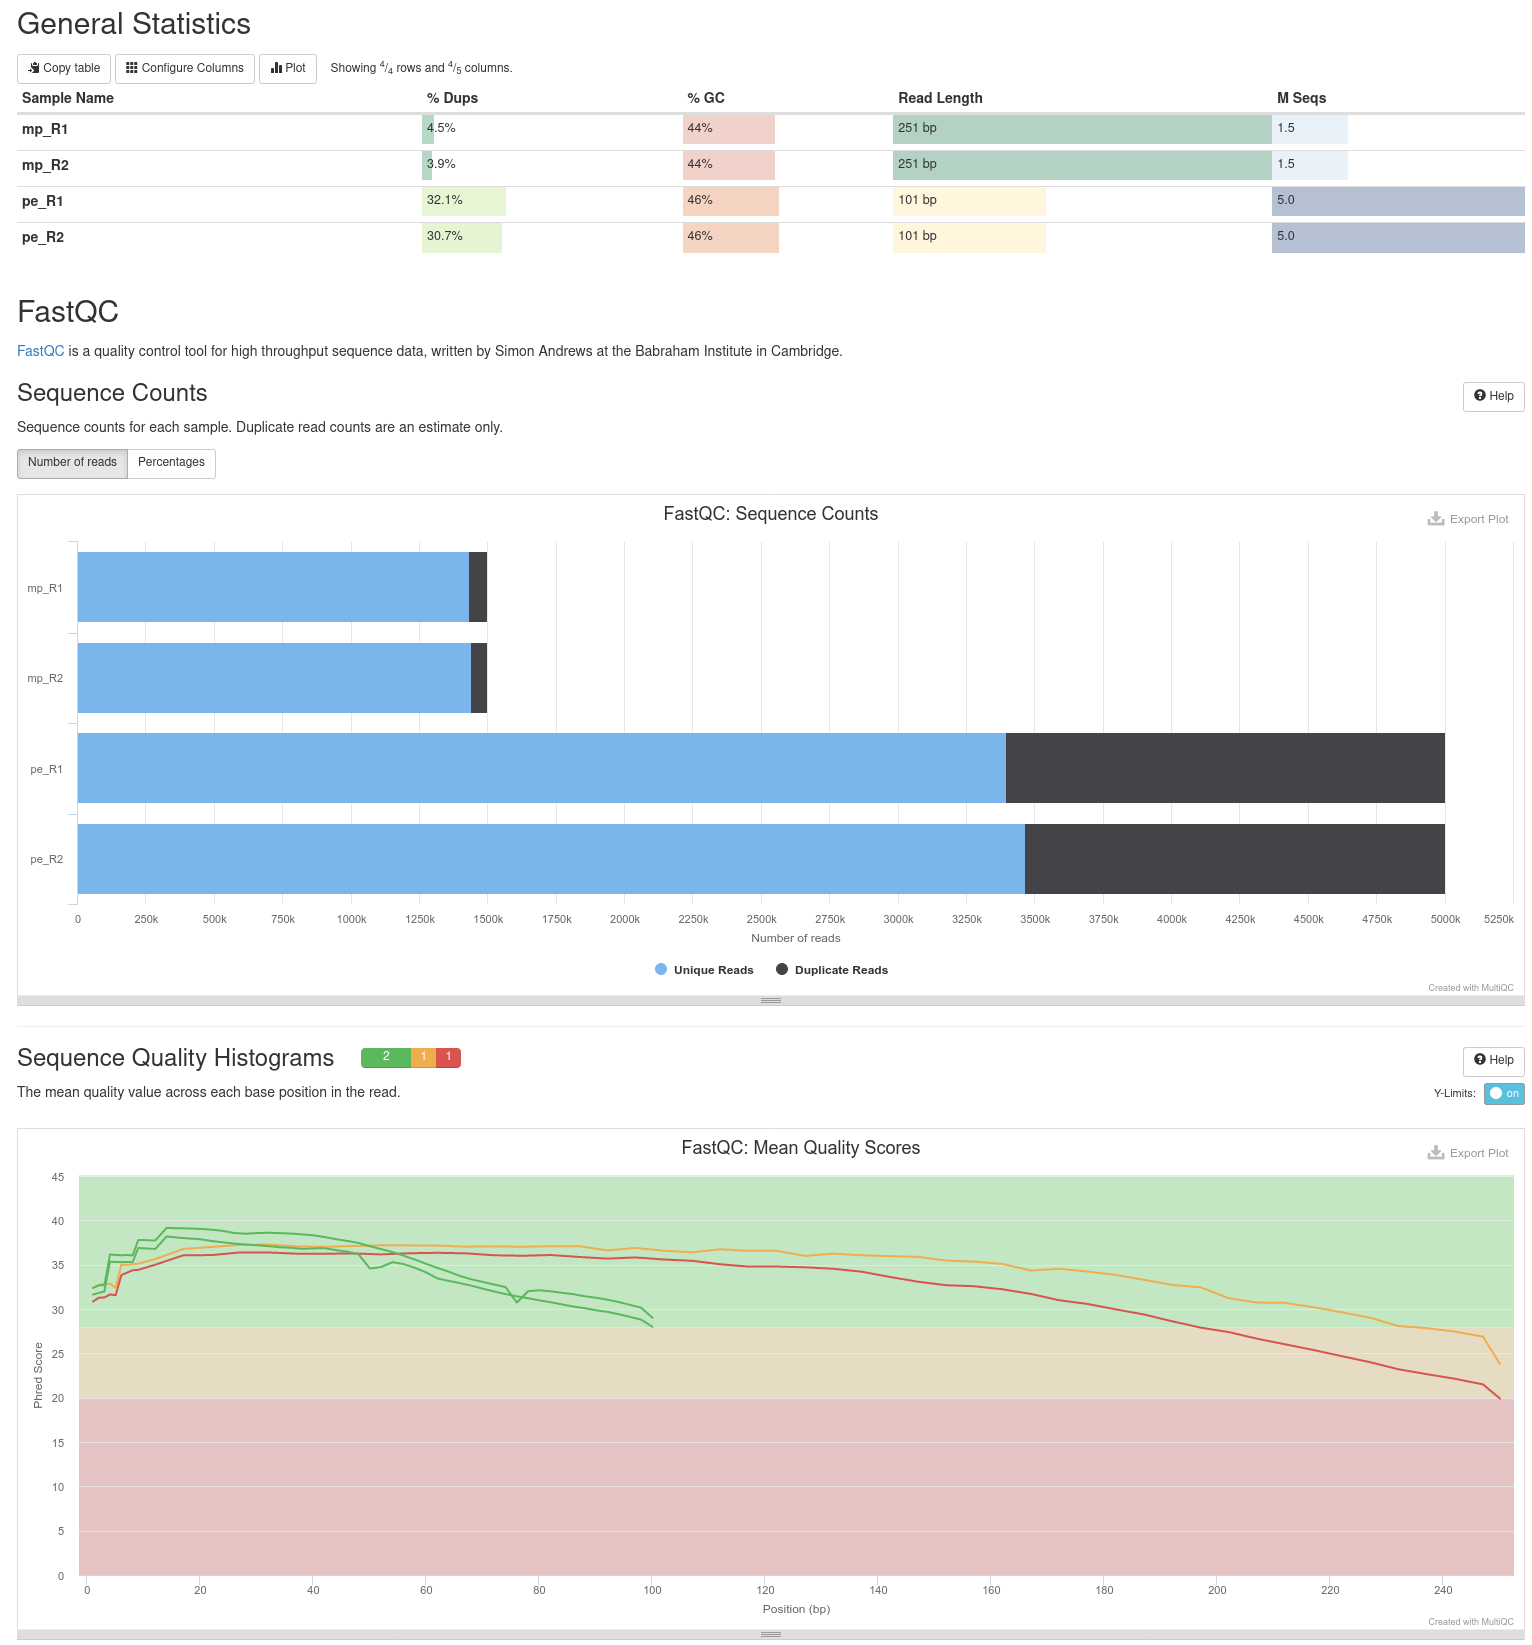 General Statistics
Copy table Configure Columns Plot Showing 4/4 rows and 4/5 columns.
Sample Name % Dups % GC Read Length M Seqs
mp_R1 4.5% 44% 251 bp 1.5
mp_R2 3.9% 44% 251 bp 1.5
pe_R1 32.1% 46% 101 bp 5.0
pe_R2 30.7% 46% 101 bp 5.0
FastQC
FastQC is a quality control tool for high throughput sequence data, written by Simon Andrews at the Babraham Institute in Cambridge.
Sequence Counts
Help
Sequence counts for each sample. Duplicate read counts are an estimate only.
Number of reads Percentages
FastQC: Sequence Counts
Export Plot
mp_R1
mp_R2
pe_R1
pe_R2
0 250k 500k 750k 1000k 1250k 1500k 1750k 2000k 2250k 2500k 2750k 3000k 3250k 3500k 3750k 4000k 4250k 4500k 4750k 5000k 5250k
Number of reads
Unique Reads Duplicate Reads
Created with MultiQC
Sequence Quality Histograms 2 1 1
Help
The mean quality value across each base position in the read.
Y-Limits: on
FastQC: Mean Quality Scores
Export Plot
45
40
35
30
25
20
15
10
5
0
Phred Score
0 20 40 60 80 100 120 140 160 180 200 220 240
Position (bp)
Created with MultiQC